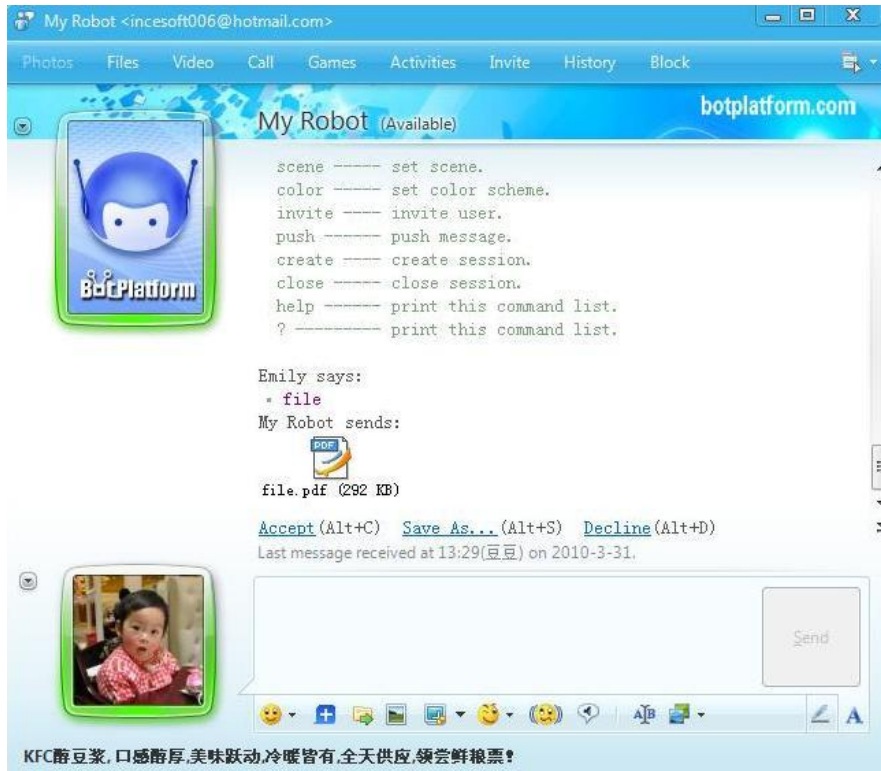 My Robot <incesoft006@hotmail.com>
Photos Files Video Call Games Activities Invite History Block
botplatform.com
My Robot (Available)
scene ----- set scene.
color ----- set color scheme.
invite ---- invite user.
push ------ push message.
create ---- create session.
close ----- close session.
help ------ print this command list.
? --------- print this command list.
BotPlatform
Emily says:
file
My Robot sends:
PDF
file.pdf (292 KB)
Accept(Alt+C) Save As...(Alt+S) Decline(Alt+D)
Last message received at 13:29(豆豆) on 2010-3-31.
Send
KFC醇豆浆,口感醇厚,美味跃动,冷暖皆有,全天供应,领尝鲜粮票!